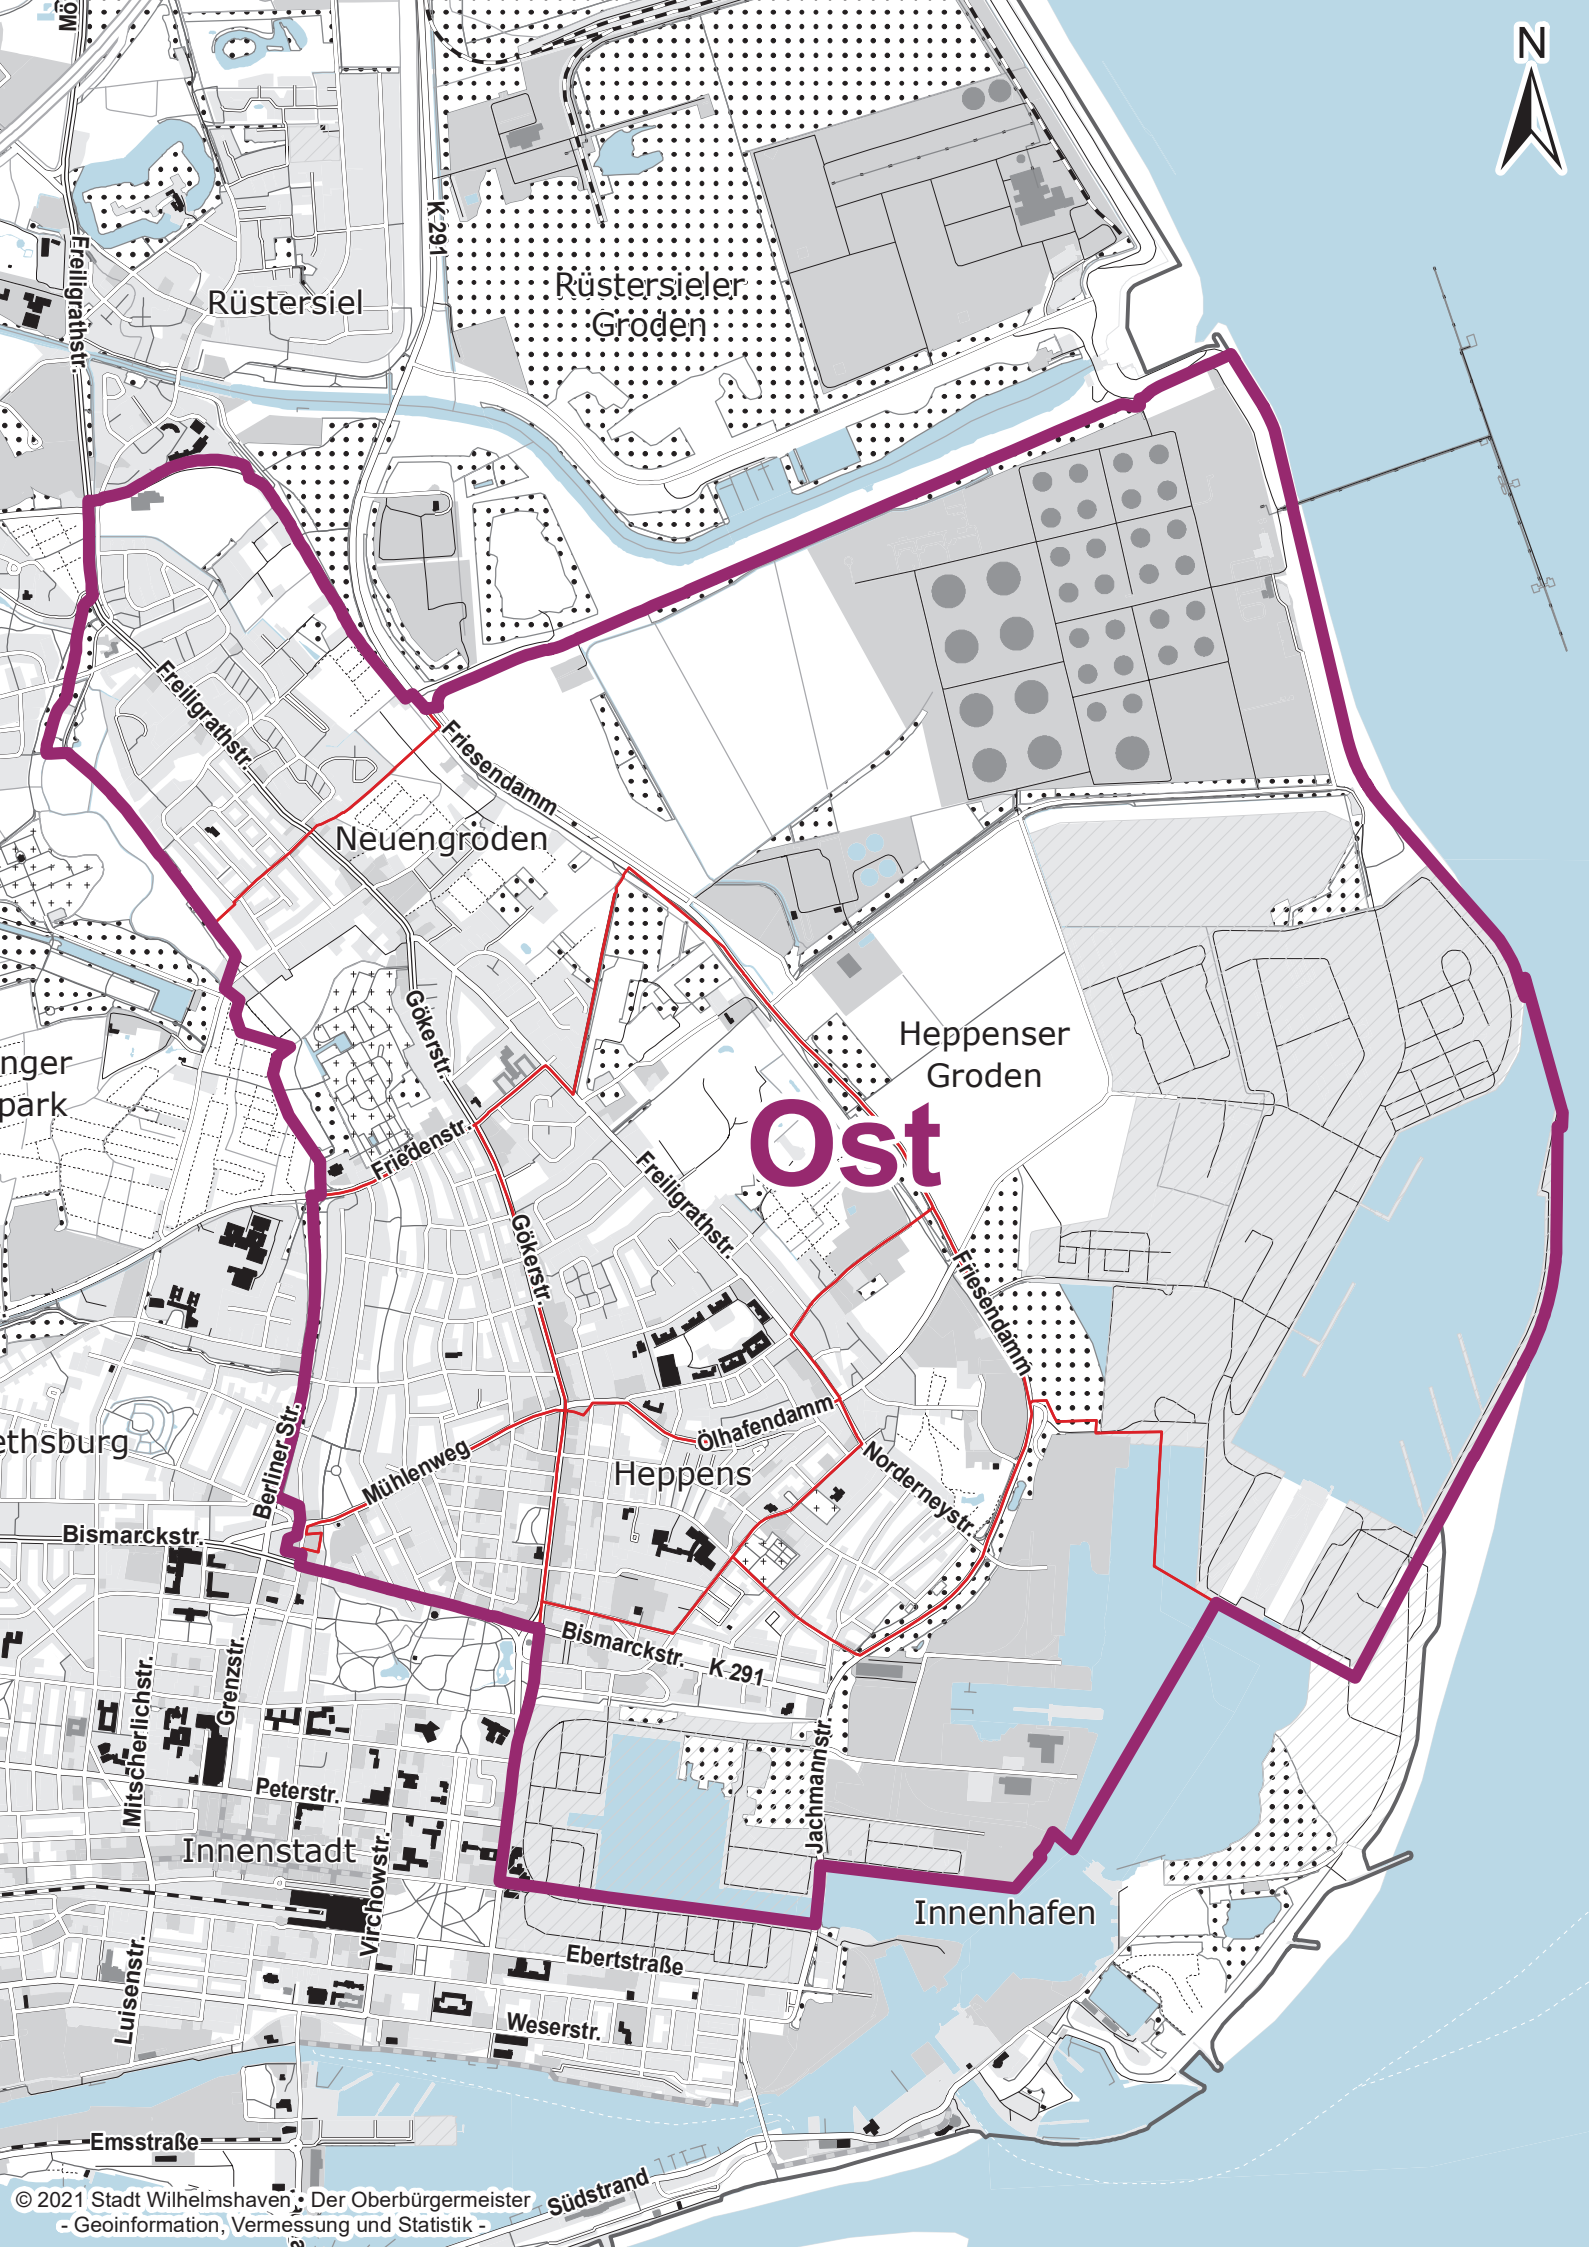 N
K 291
Freiligrathstr.
Rüstersiel
Rüstersieler
Groden
Freiligrathstr.
Friesendamm
Neuengroden
Gökerstr.
Heppenser
Groden
nger
park
Ost
Friedenstr.
Freiligrathstr.
Gökerstr.
Friesendamm
Berliner Str.
ethsburg
Mühlenweg
Ölhafendamm
Heppens
Norderneystr.
Bismarckstr.
Bismarckstr.
K 291
Grenzstr.
Mitscherlichstr.
Jachmannstr.
Peterstr.
Innenstadt
Virchowstr.
Innenhafen
Ebertstraße
Luisenstr.
Weserstr.
Emsstraße
Südstrand
© 2021 Stadt Wilhelmshaven • Der Oberbürgermeister
- Geoinformation, Vermessung und Statistik -